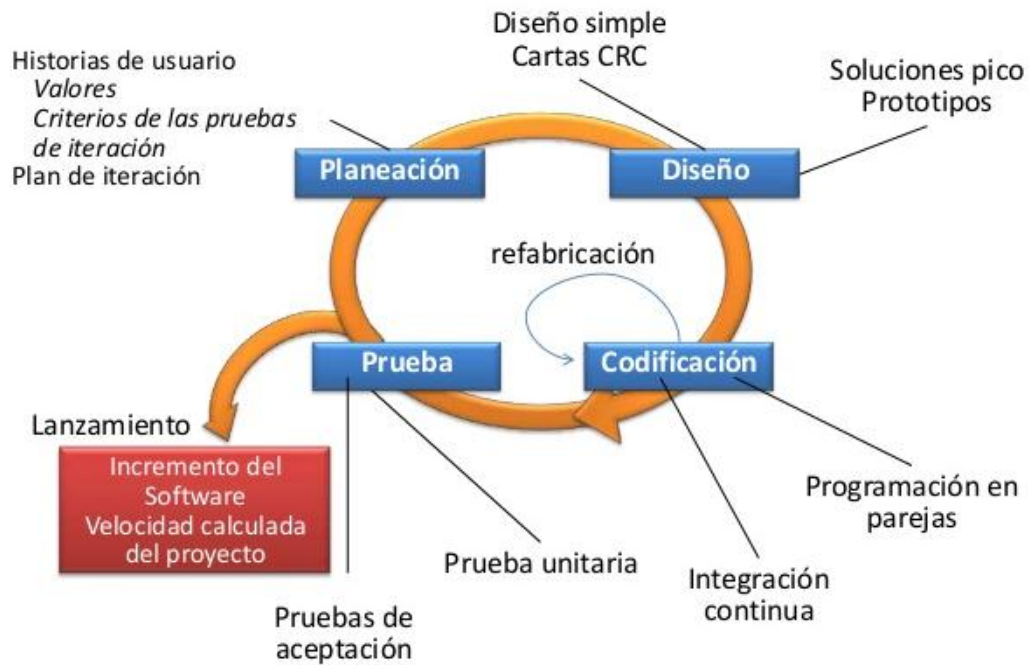 Diseño simple
Cartas CRC
Historias de usuario
Valores
Criterios de las pruebas
de iteración
Plan de iteración
Soluciones pico
Prototipos
Planeación
Diseño
refabricación
Prueba
Codificación
Lanzamiento
Incremento del
Software
Velocidad calculada
del proyecto
Programación en
parejas
Prueba unitaria
Integración
continua
Pruebas de
aceptación